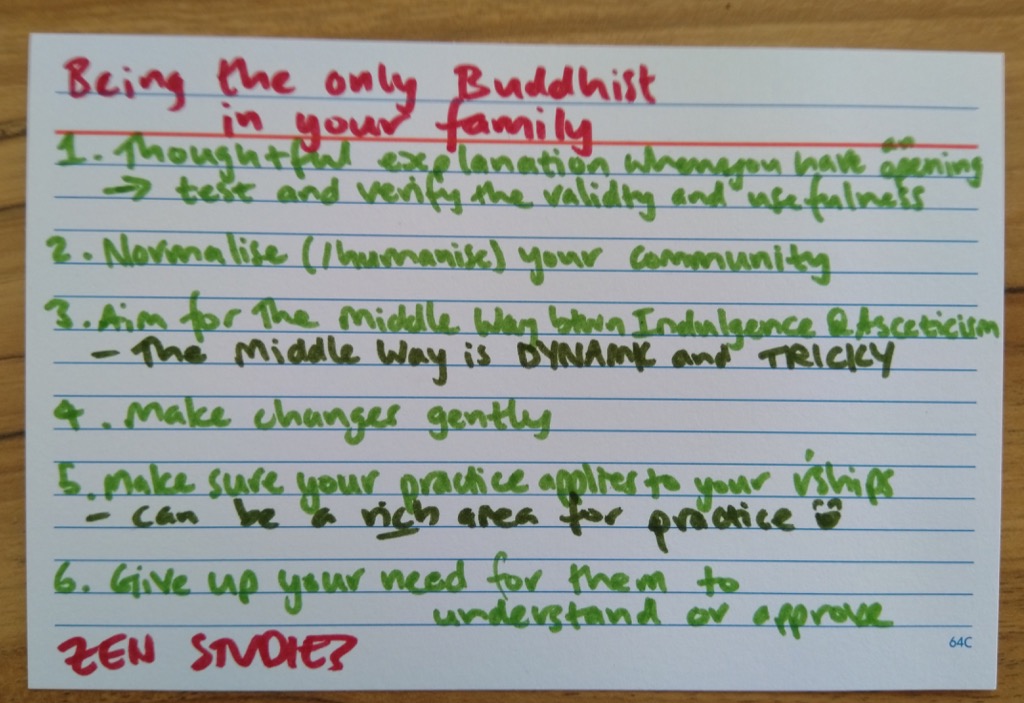 Being the only Buddhist
in your family
1. Thoughtful explanation when you have an opening
→ test and verify the validity and usefulness
2. Normalise (/humanise) your community
3. Aim for The Middle Way btwn Indulgence & Asceticism
- The Middle Way is DYNAMIC and TRICKY
4. Make changes gently
5. Make sure your practice applies to your r'ships
- can be a rich area for practice
6. Give up your need for them to
understand or approve
ZEN STUDIES
64C